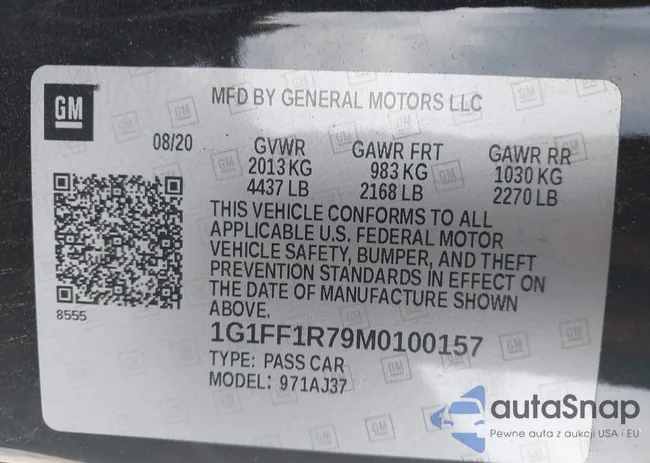 GM
MFD BY GENERAL MOTORS LLC
08/20
GVWR GAWR FRT GAWR RR
2013 KG 983 KG 1030 KG
4437 LB 2168 LB 2270 LB
THIS VEHICLE CONFORMS TO ALL
APPLICABLE U.S. FEDERAL MOTOR
VEHICLE SAFETY, BUMPER, AND THEFT
PREVENTION STANDARDS IN EFFECT ON
THE DATE OF MANUFACTURE SHOWN
ABOVE.
8555
1G1FF1R79M0100157
TYPE: PASS CAR
MODEL: 971AJ37
autoSnap
Pewne auta z aukcji USA i EU